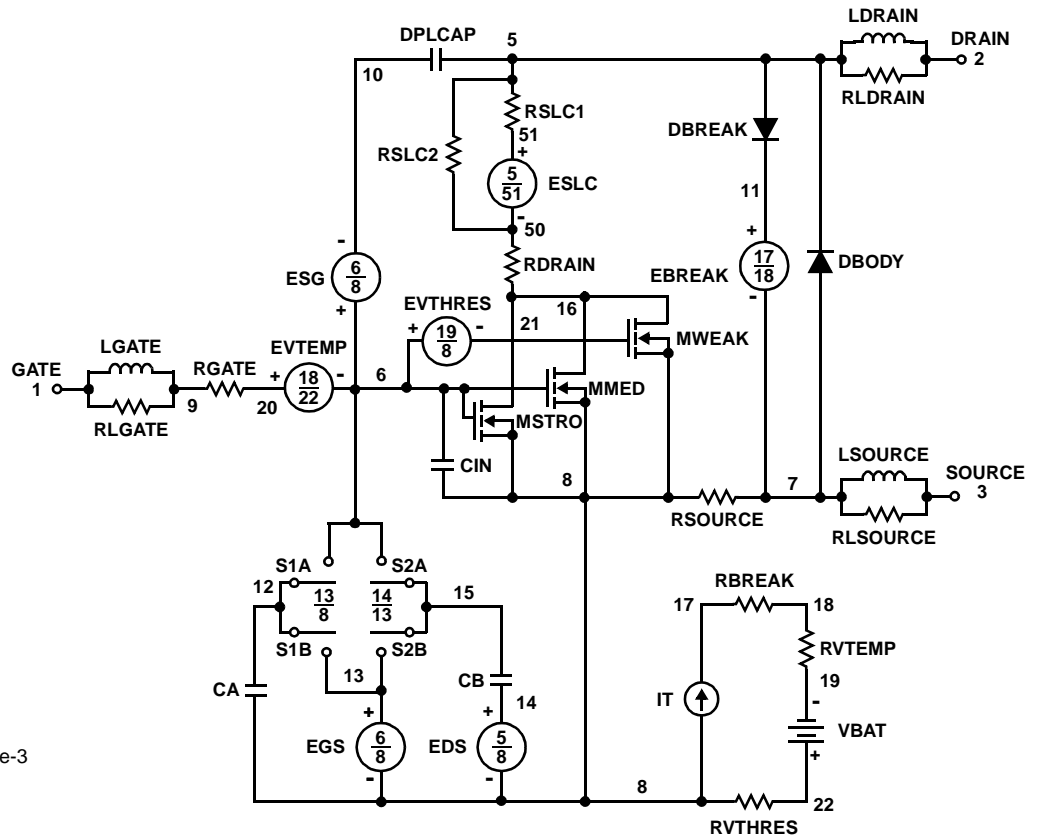 LDRAIN
DPLCAP 5 DRAIN
10 2
RSLC1 RLDRAIN
DBREAK
51
RSLC2 +
5
51
ESLC
11
-
50
- +
RDRAIN 17
18
EBREAK DBODY
6
8
ESG
EVTHRES 16 -
+ + 19
8
- 21
MWEAK
LGATE EVTEMP
GATE RGATE + 18
22
- 6
1 MMED
9 20
RLGATE MSTRO
CIN LSOURCE
8 7 SOURCE
3
RSOURCE
RLSOURCE
S1A S2A
12 13
8
14
13
15 RBREAK
17 18
S1B S2B
RVTEMP
13 CB 19
CA 14 IT -
+ + VBAT
EGS 6
8
EDS 5
8
+
e-3
- - 8
22
RVTHRES